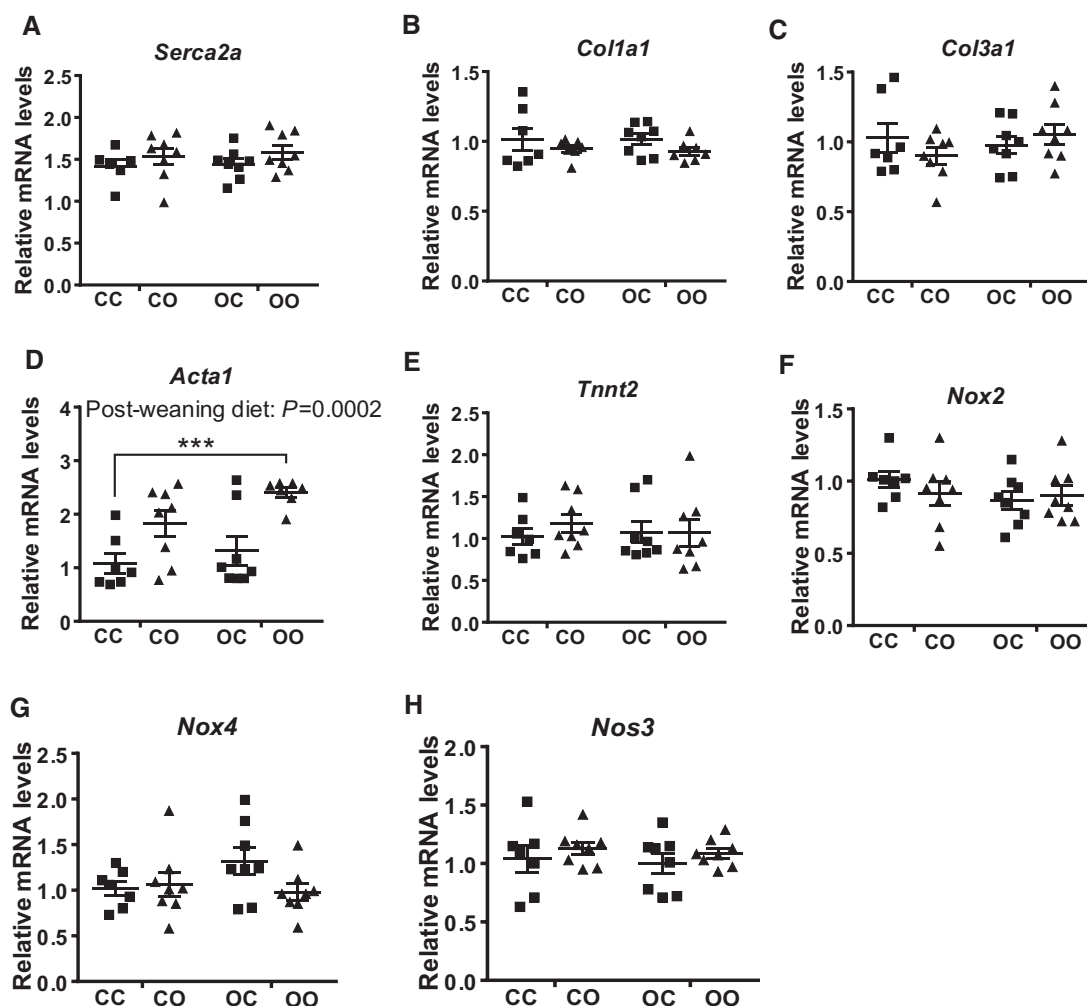 A
Serca2a
Relative mRNA levels
2.5
2.0
1.5
1.0
0.5
0.0
CC CO OC OO
B
Col1a1
Relative mRNA levels
1.5
1.0
0.5
0.0
CC CO OC OO
C
Col3a1
Relative mRNA levels
1.5
1.0
0.5
0.0
CC CO OC OO
D
Acta1
Post-weaning diet: P=0.0002
***
Relative mRNA levels
4
3
2
1
0
CC CO OC OO
E
Tnnt2
Relative mRNA levels
2.5
2.0
1.5
1.0
0.5
0.0
CC CO OC OO
F
Nox2
Relative mRNA levels
1.5
1.0
0.5
0.0
CC CO OC OO
G
Nox4
Relative mRNA levels
2.5
2.0
1.5
1.0
0.5
0.0
CC CO OC OO
H
Nos3
Relative mRNA levels
2.0
1.5
1.0
0.5
0.0
CC CO OC OO